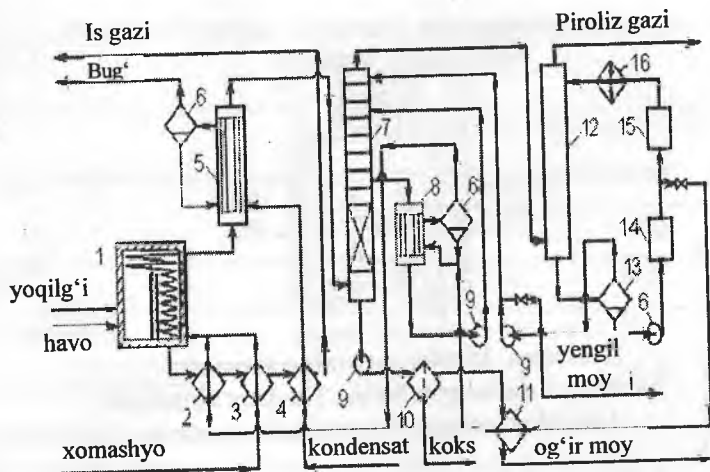 Is gazi
Piroliz gazi
Bug‘
6
16
7
12
15
5
8
6
1
14
13
yoqilg‘i
havo
9
9
6
yengil
moy i
2
3
4
9
10
11
xomashyo
kondensat
koks
og‘ir moy